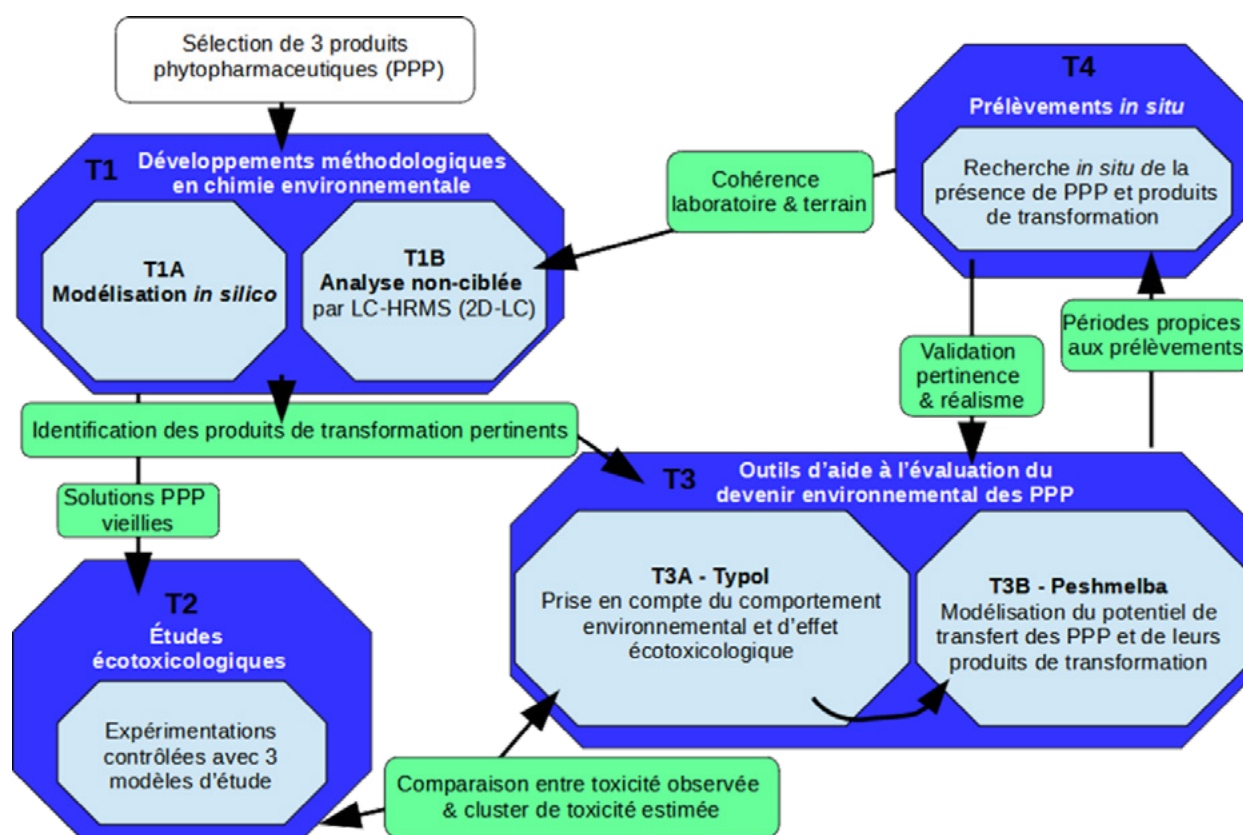 Sélection de 3 produits
phytopharmaceutiques (PPP)
T1
Développements méthodologiques
en chimie environnementale
T1A
Modélisation in silico
T1B
Analyse non-ciblée
par LC-HRMS (2D-LC)
Cohérence
laboratoire & terrain
T4
Prélèvements in situ
Recherche in situ de la
présence de PPP et produits
de transformation
Validation
pertinence
& réalisme
Périodes propices
aux prélèvements
Identification des produits de transformation pertinents
Solutions PPP
vieillies
T2
Études
écotoxicologiques
Expérimentations
contrôlées avec 3
modèles d’étude
T3
Outils d’aide à l’évaluation du
devenir environnemental des PPP
T3A - Typol
Prise en compte du comportement
environnemental et d’effet
écotoxicologique
T3B - Peshmelba
Modélisation du potentiel de
transfert des PPP et de leurs
produits de transformation
Comparaison entre toxicité observée
& cluster de toxicité estimée